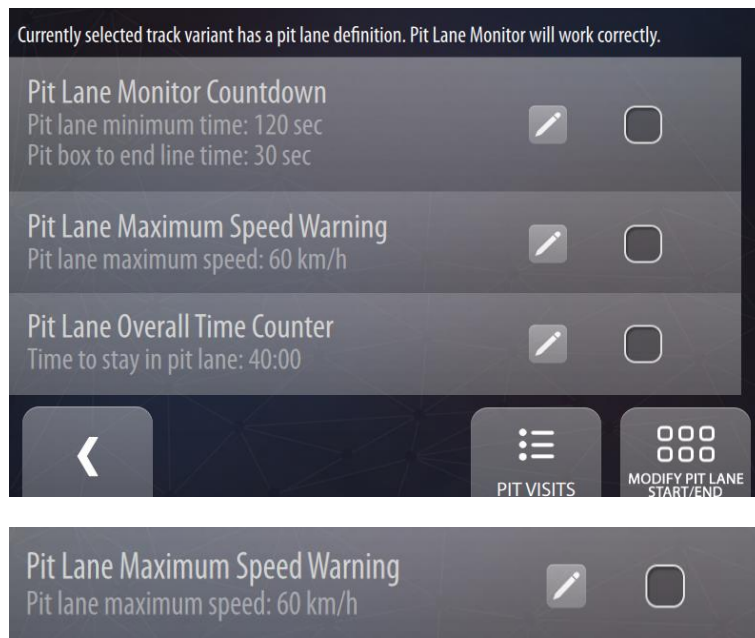 Currently selected track variant has a pit lane definition. Pit Lane Monitor will work correctly.
Pit Lane Monitor Countdown
Pit lane minimum time: 120 sec
Pit box to end line time: 30 sec
Pit Lane Maximum Speed Warning
Pit lane maximum speed: 60 km/h
Pit Lane Overall Time Counter
Time to stay in pit lane: 40:00
PIT VISITS
MODIFY PIT LANE
START/END
Pit Lane Maximum Speed Warning
Pit lane maximum speed: 60 km/h